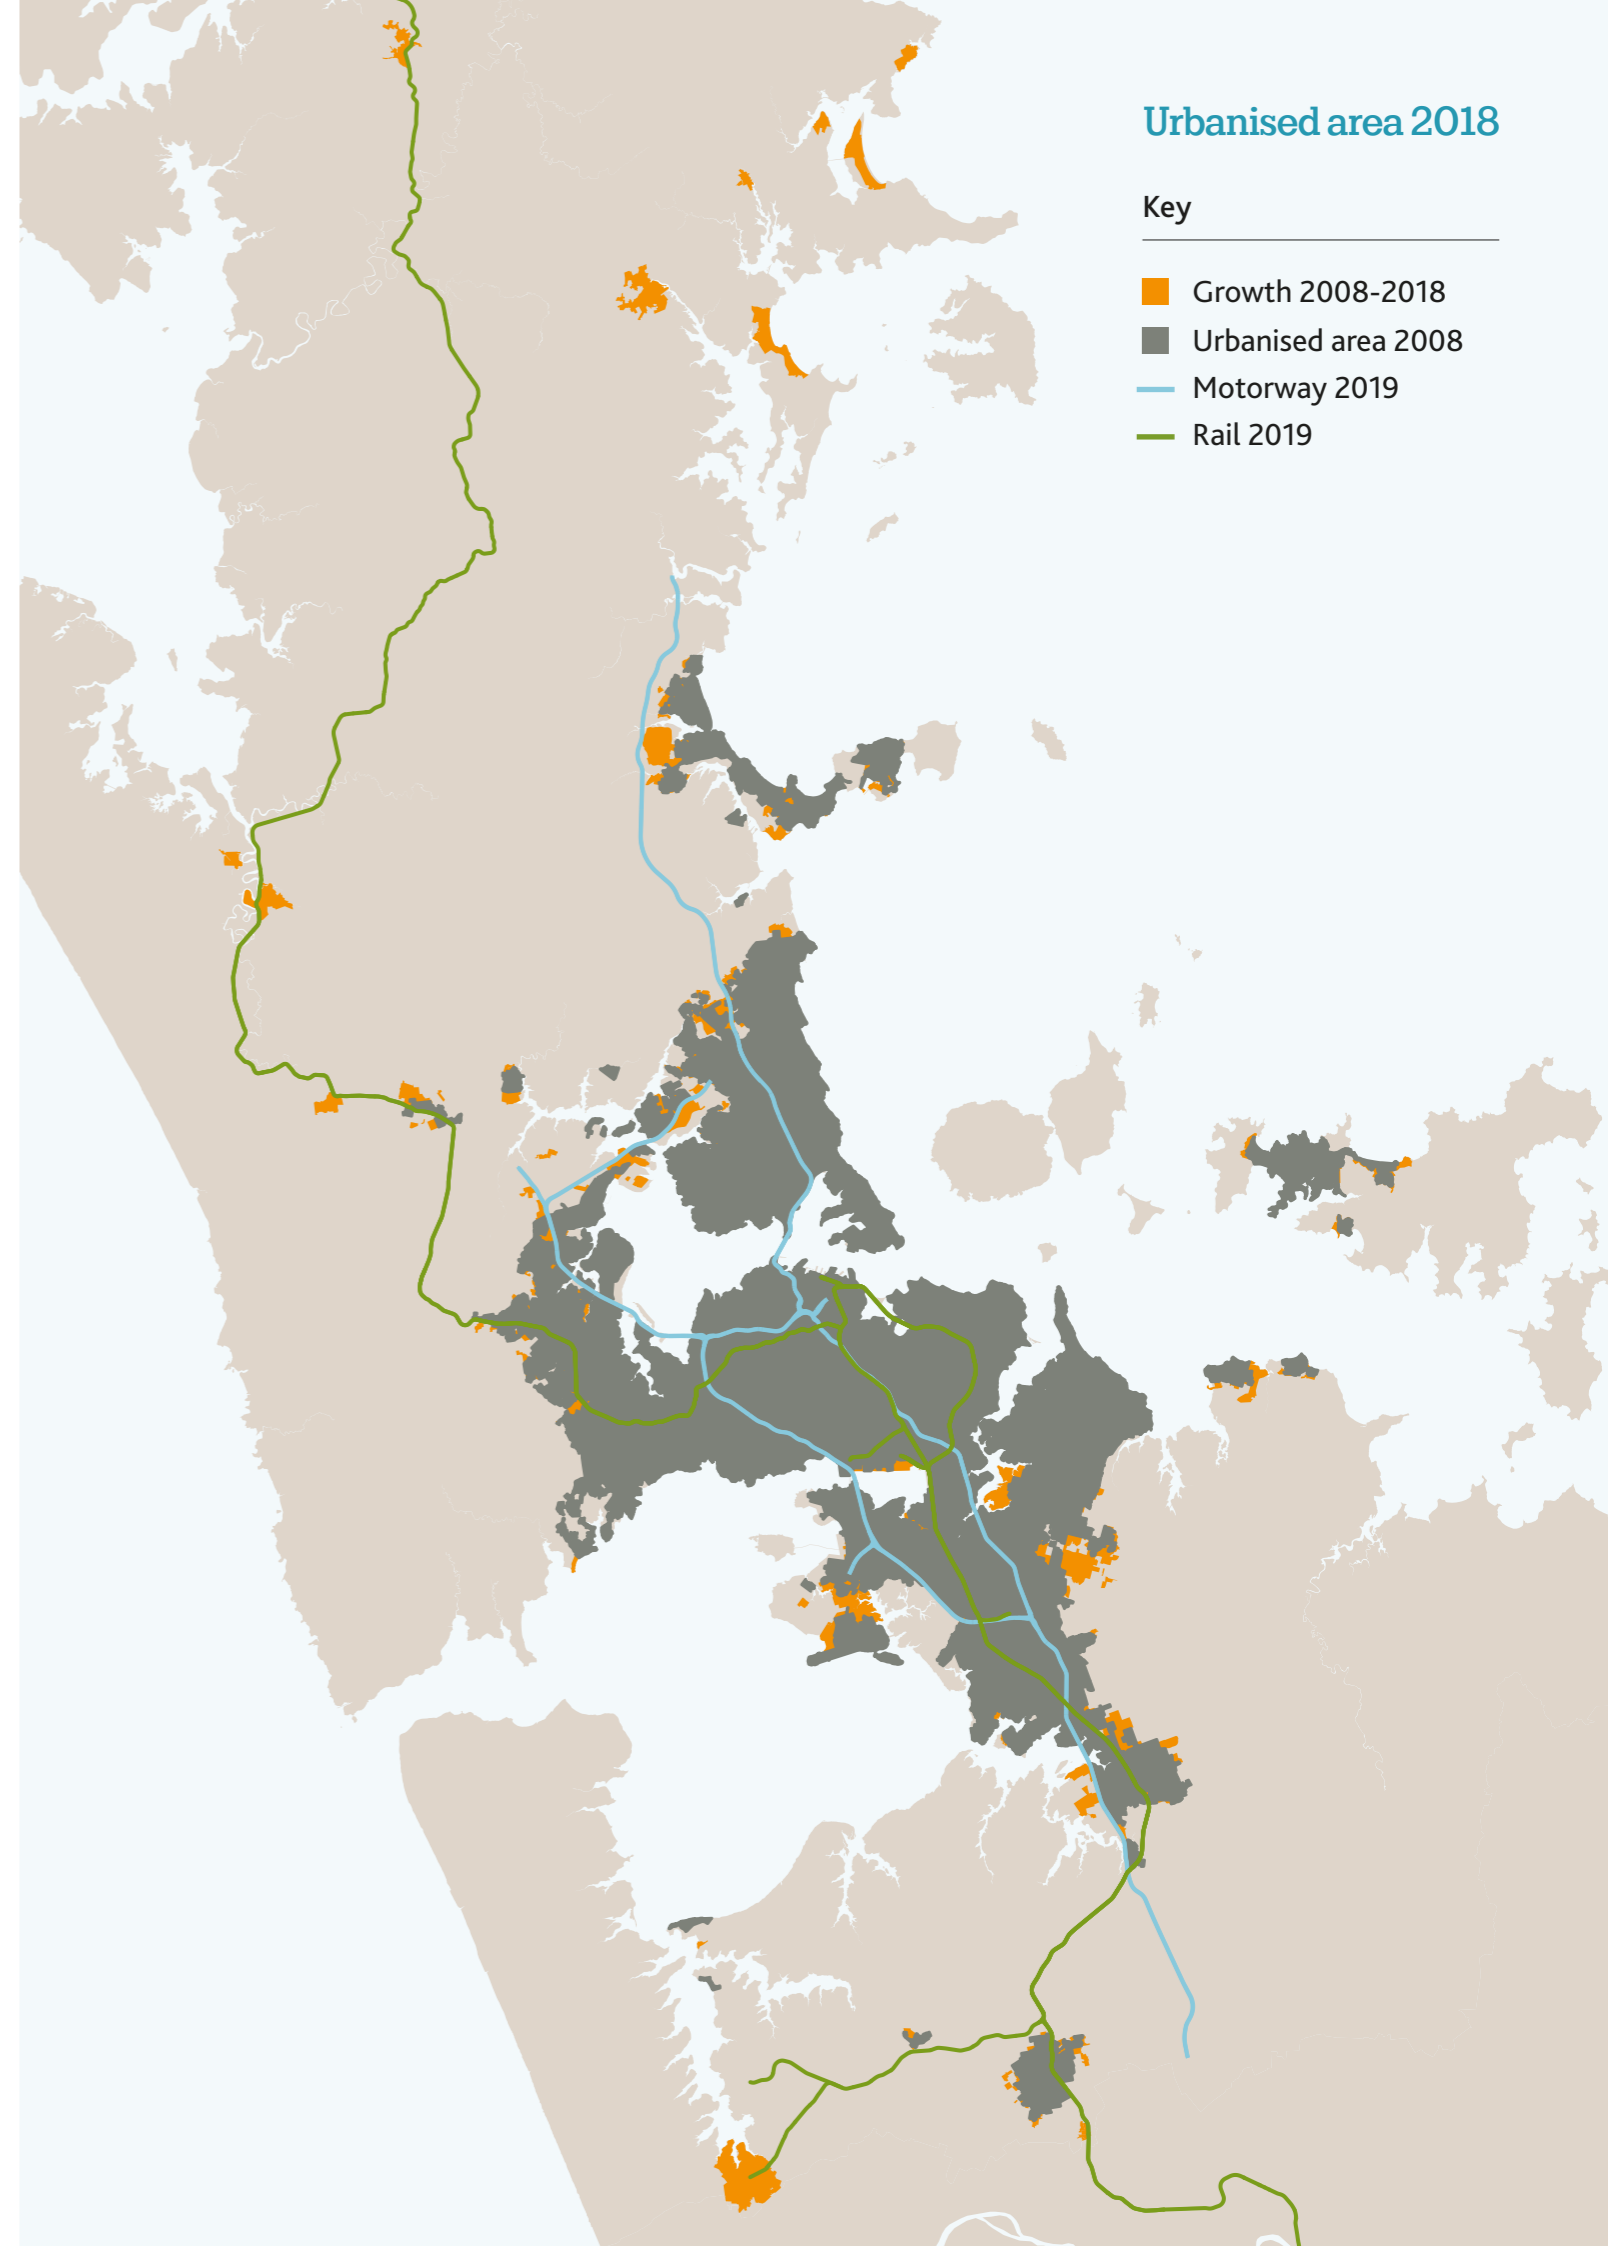 Urbanised area 2018
Key
Growth 2008-2018
Urbanised area 2008
Motorway 2019
Rail 2019